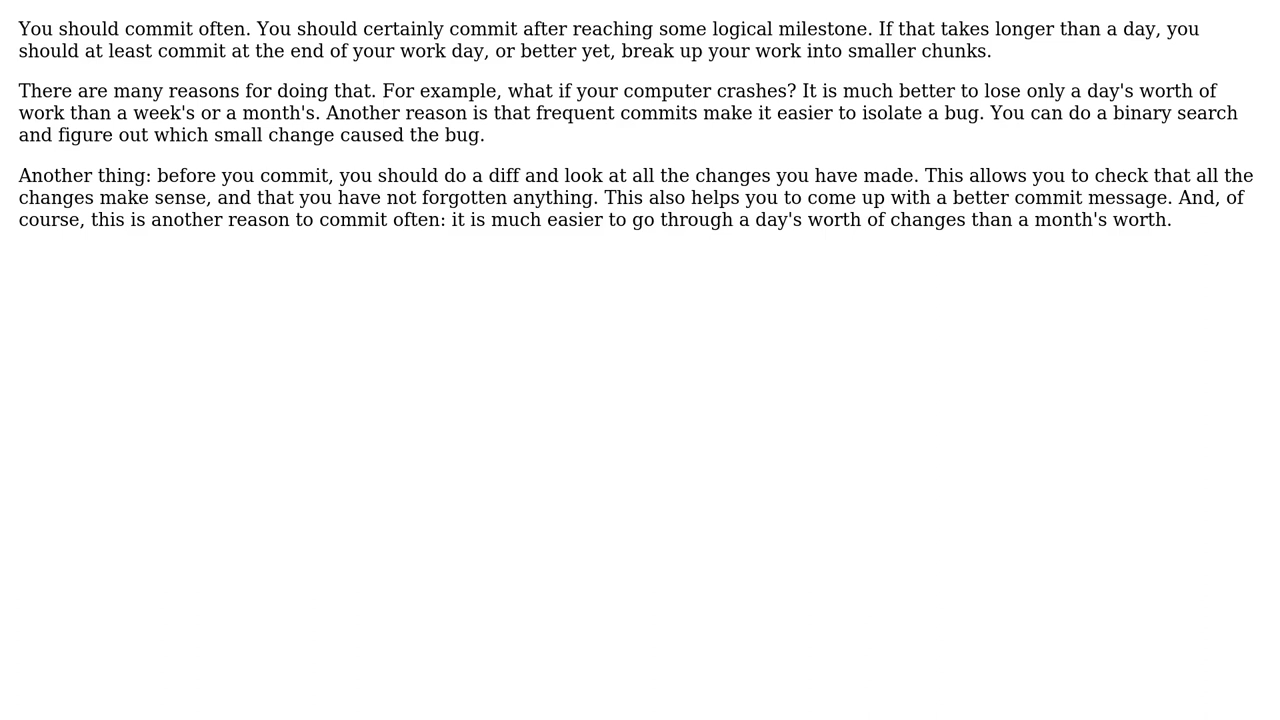 You should commit often. You should certainly commit after reaching some logical milestone. If that takes longer than a day, you
should at least commit at the end of your work day, or better yet, break up your work into smaller chunks.
There are many reasons for doing that. For example, what if your computer crashes? It is much better to lose only a day's worth of
work than a week's or a month's. Another reason is that frequent commits make it easier to isolate a bug. You can do a binary search
and figure out which small change caused the bug.
Another thing: before you commit, you should do a diff and look at all the changes you have made. This allows you to check that all the
changes make sense, and that you have not forgotten anything. This also helps you to come up with a better commit message. And, of
course, this is another reason to commit often: it is much easier to go through a day's worth of changes than a month's worth.